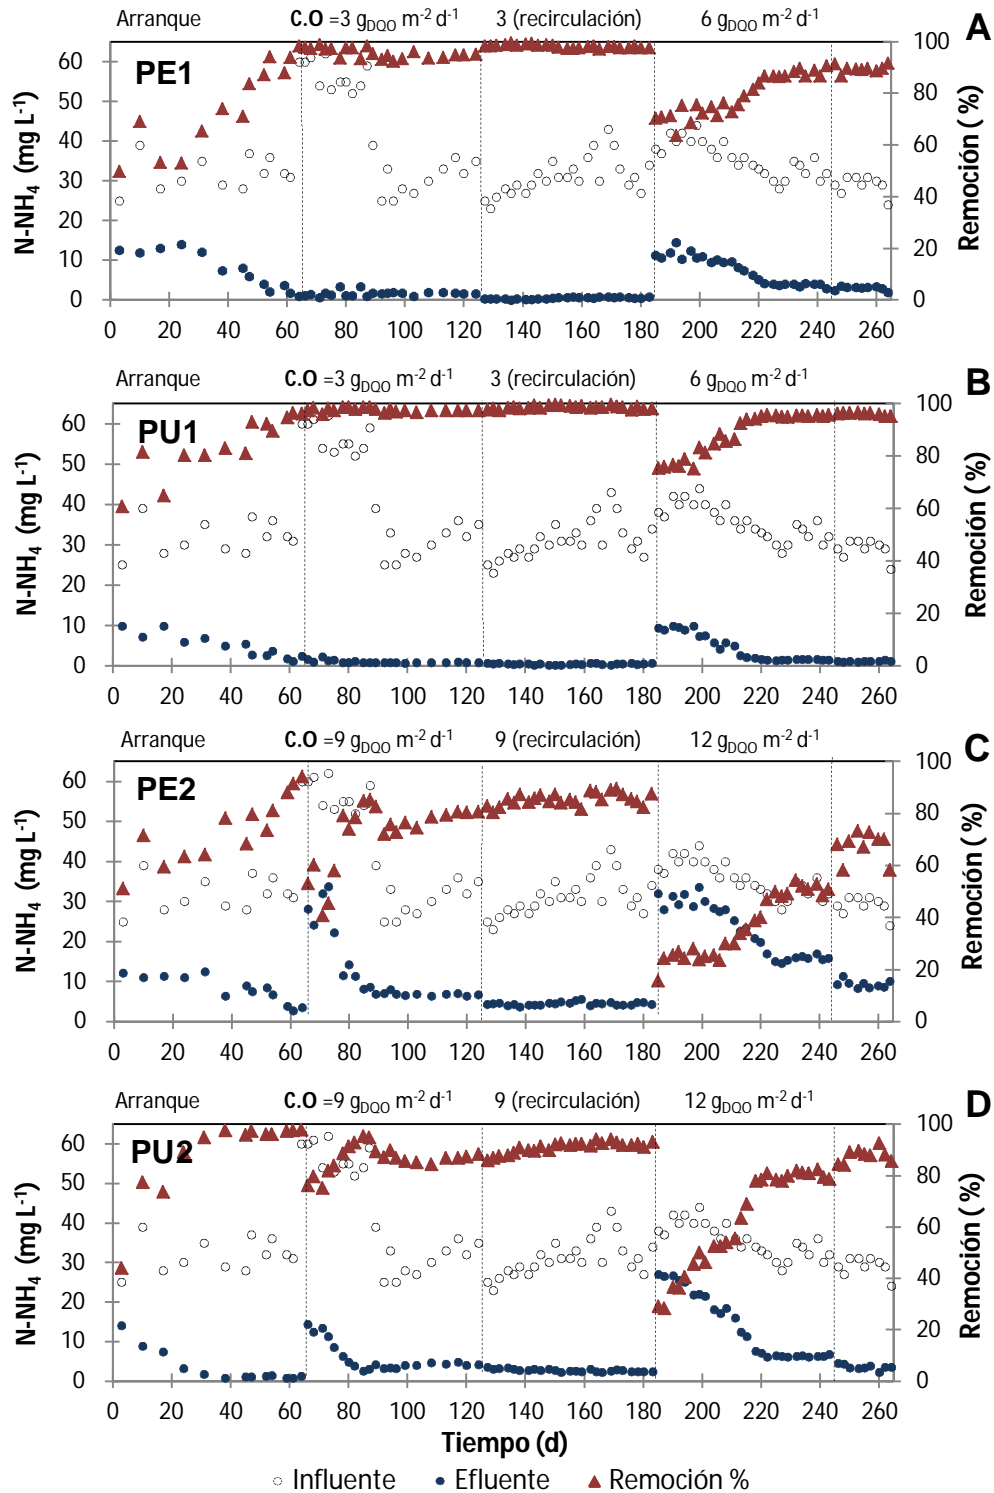 Arranque C.O =3 gDQO m-2 d-1 3 (recirculación) 6 gDQO m-2 d-1 A
PE1
N-NH4 (mg L-1)
60
50
40
30
20
10
0
100
80
60
40
20
0
Remoción ( %)
0 20 40 60 80 100 120 140 160 180 200 220 240 260
Arranque C.O =3 gDQO m-2 d-1 3 (recirculación) 6 gDQO m-2 d-1 B
PU1
N-NH4 (mg L-1)
60
50
40
30
20
10
0
100
80
60
40
20
0
Remoción ( %)
0 20 40 60 80 100 120 140 160 180 200 220 240 260
Arranque C.O =9 gDQO m-2 d-1 9 (recirculación) 12 gDQO m-2 d-1 C
PE2
N-NH4 (mg L-1)
60
50
40
30
20
10
0
100
80
60
40
20
0
Remoción ( %)
0 20 40 60 80 100 120 140 160 180 200 220 240 260
Arranque C.O =9 gDQO m-2 d-1 9 (recirculación) 12 gDQO m-2 d-1 D
PU2
N-NH4 (mg L-1)
60
50
40
30
20
10
0
100
80
60
40
20
0
Remoción ( %)
0 20 40 60 80 100 120 140 160 180 200 220 240 260
Tiempo (d)
Influente Efluente Remoción %